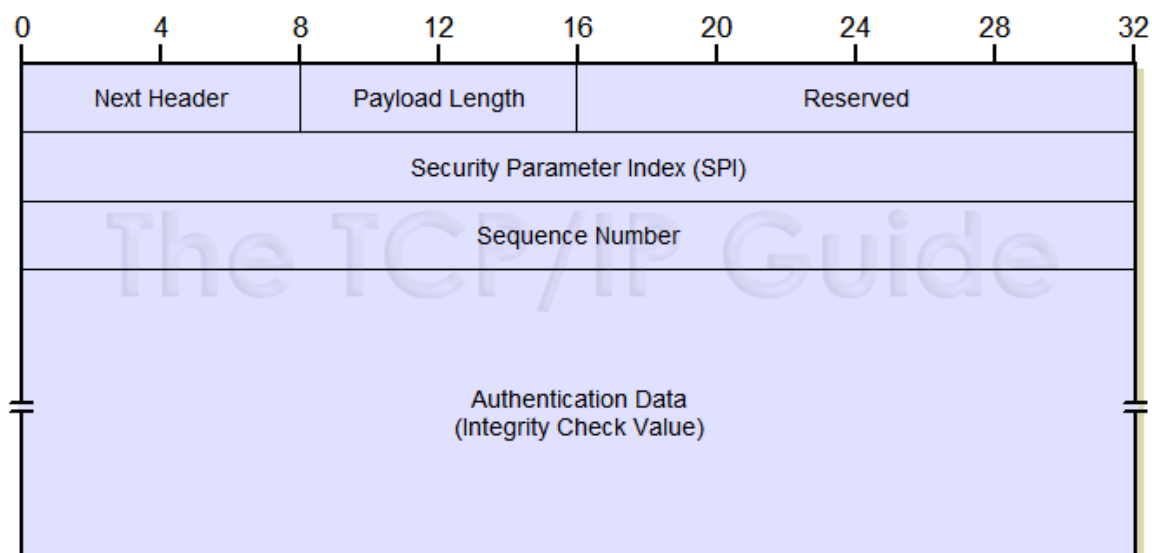 0 4 8 12 16 20 24 28 32
Next Header Payload Length Reserved
Security Parameter Index (SPI)
The TCP/IP Guide
Sequence Number
Authentication Data
(Integrity Check Value)